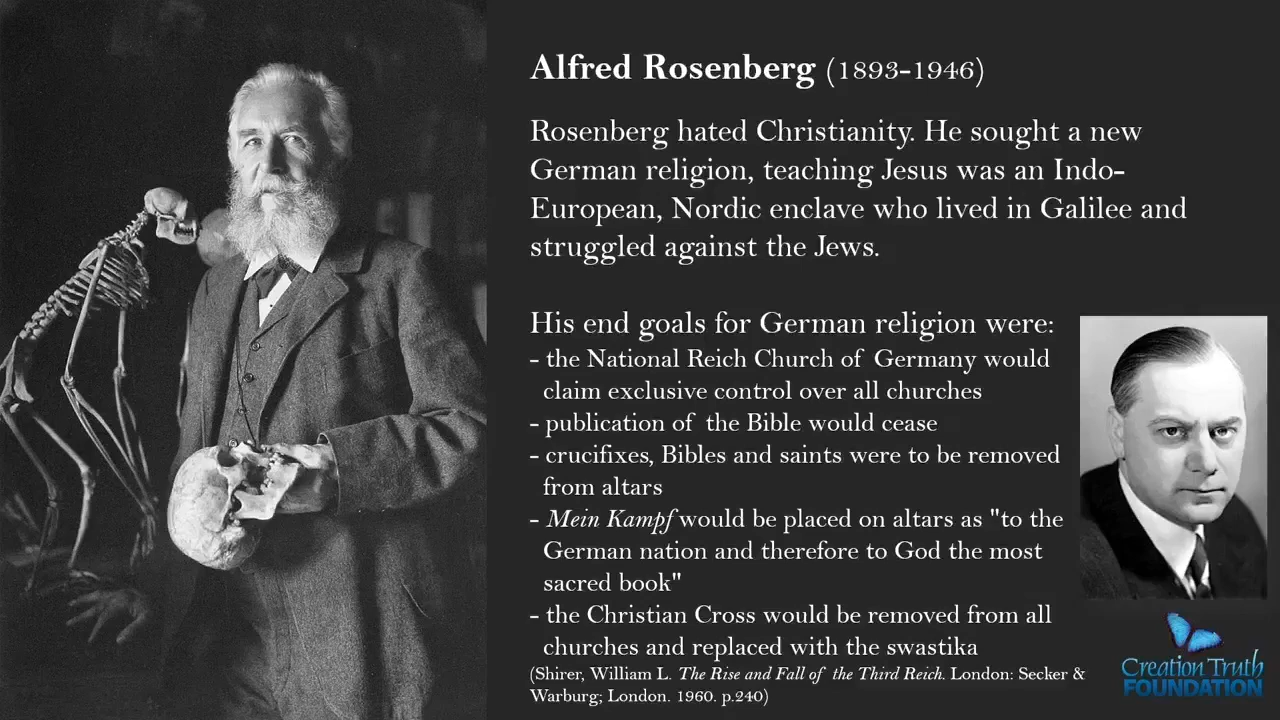 Alfred Rosenberg (1893-1946)
Rosenberg hated Christianity. He sought a new
German religion, teaching Jesus was an Indo-
European, Nordic enclave who lived in Galilee and
struggled against the Jews.
His end goals for German religion were:
- the National Reich Church of Germany would
claim exclusive control over all churches
- publication of the Bible would cease
- crucifixes, Bibles and saints were to be removed
from altars
- Mein Kampf would be placed on altars as "to the
German nation and therefore to God the most
sacred book"
- the Christian Cross would be removed from all
churches and replaced with the swastika
(Shirer, William L. The Rise and Fall of the Third Reich. London: Secker &
Warburg; London. 1960. p.240)
Creation Truth
FOUNDATION